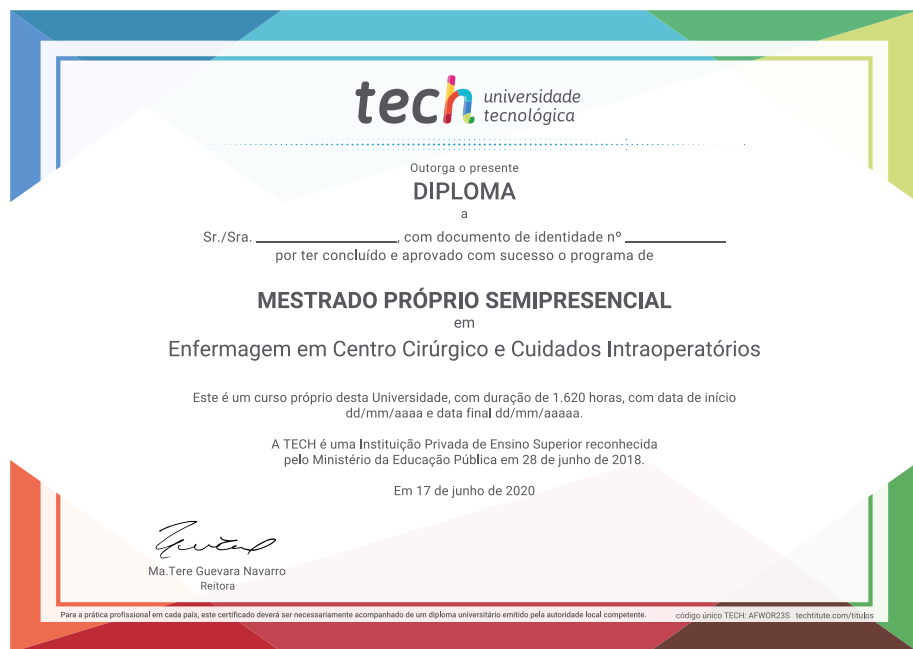 tech universidade
tecnológica
Outorga o presente
DIPLOMA
a
Sr./Sra. ____________, com documento de identidade nº ____________
por ter concluído e aprovado com sucesso o programa de
MESTRADO PRÓPRIO SEMIPRESENCIAL
em
Enfermagem em Centro Cirúrgico e Cuidados Intraoperatórios
Este é um curso próprio desta Universidade, com duração de 1.620 horas, com data de início
dd/mm/aaaa e data final dd/mm/aaaaa.
A TECH é uma Instituição Privada de Ensino Superior reconhecida
pelo Ministério da Educação Pública em 28 de junho de 2018.
Em 17 de junho de 2020
Ma.Tere Guevara Navarro
Reitora
Para a prática profissional em cada país, este certificado deverá ser necessariamente acompanhado de um diploma universitário emitido pela autoridade local competente. código único TECH: AFWOR23S techtitute.com/titulos